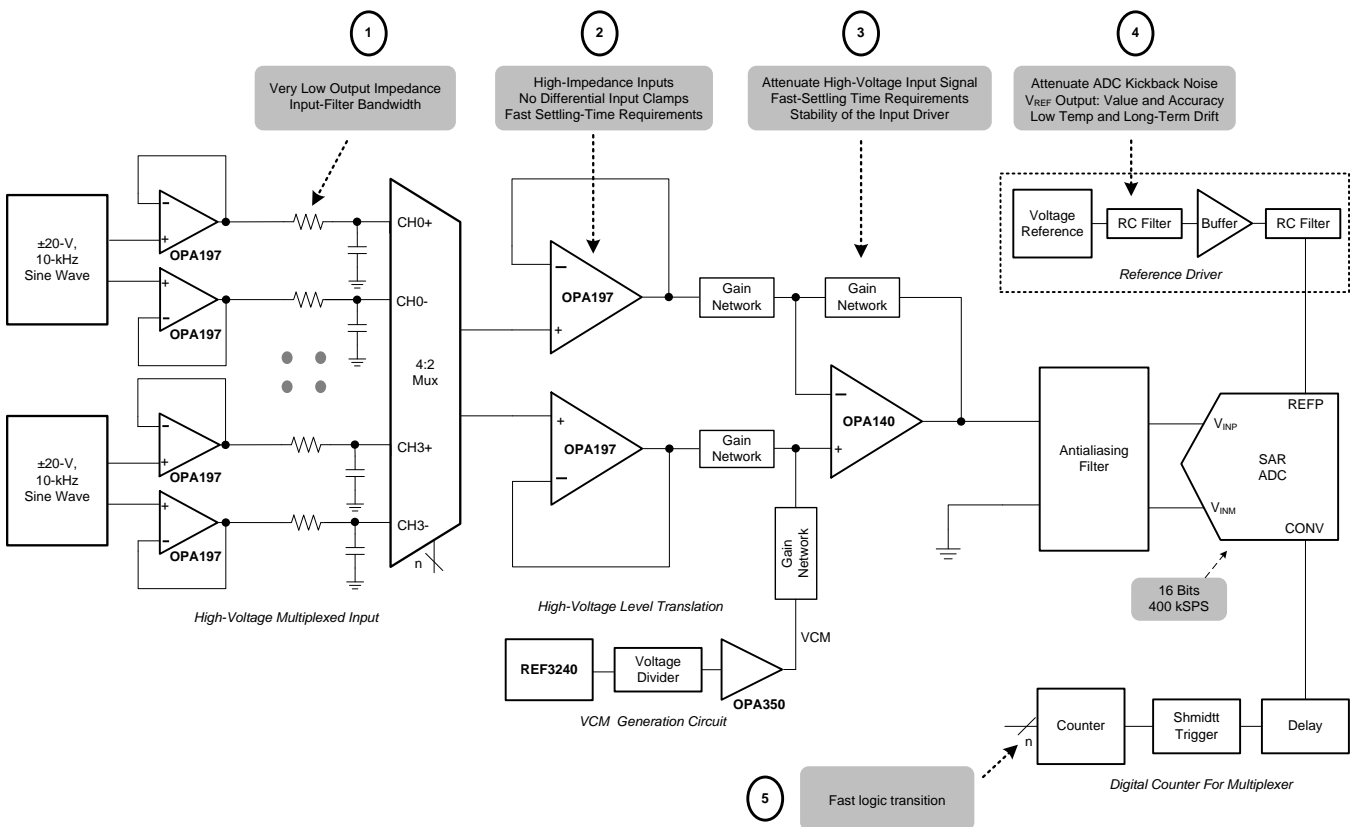 1
2
3
4
Very Low Output Impedance
Input-Filter Bandwidth
High-Impedance Inputs
No Differential Input Clamps
Fast Settling-Time Requirements
Attenuate High-Voltage Input Signal
Fast-Settling Time Requirements
Stability of the Input Driver
Attenuate ADC Kickback Noise
VREF Output: Value and Accuracy
Low Temp and Long-Term Drift
±20-V,
10-kHz
Sine Wave
−
+
OPA197
+
−
OPA197
±20-V,
10-kHz
Sine Wave
−
+
OPA197
+
−
OPA197
CH0+
CH0-
4:2
Mux
CH3+
CH3-
n
High-Voltage Multiplexed Input
−
OPA197
+
+
OPA197
−
High-Voltage Level Translation
Gain
Network
Gain
Network
Gain
Network
Gain
Network
−
OPA140
+
VCM
REF3240
Voltage
Divider
OPA350
VCM Generation Circuit
Voltage
Reference
RC Filter
Buffer
RC Filter
Reference Driver
Antialiasing
Filter
REFP
VINP
SAR
ADC
VINM
CONV
16 Bits
400 kSPS
n
Counter
Shmidtt
Trigger
Delay
Digital Counter For Multiplexer
5
Fast logic transition